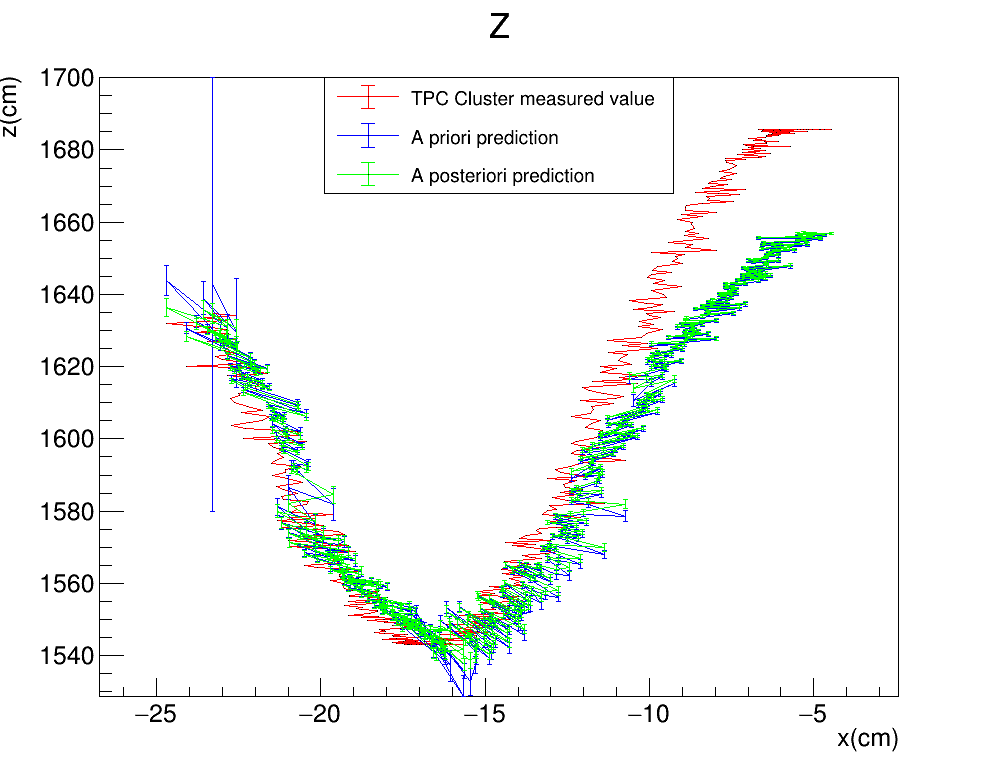 Z
z(cm)
1700
1680
1660
1640
1620
1600
1580
1560
1540
TPC Cluster measured value
A priori prediction
A posteriori prediction
−25
−20
−15
−10
−5
x(cm)